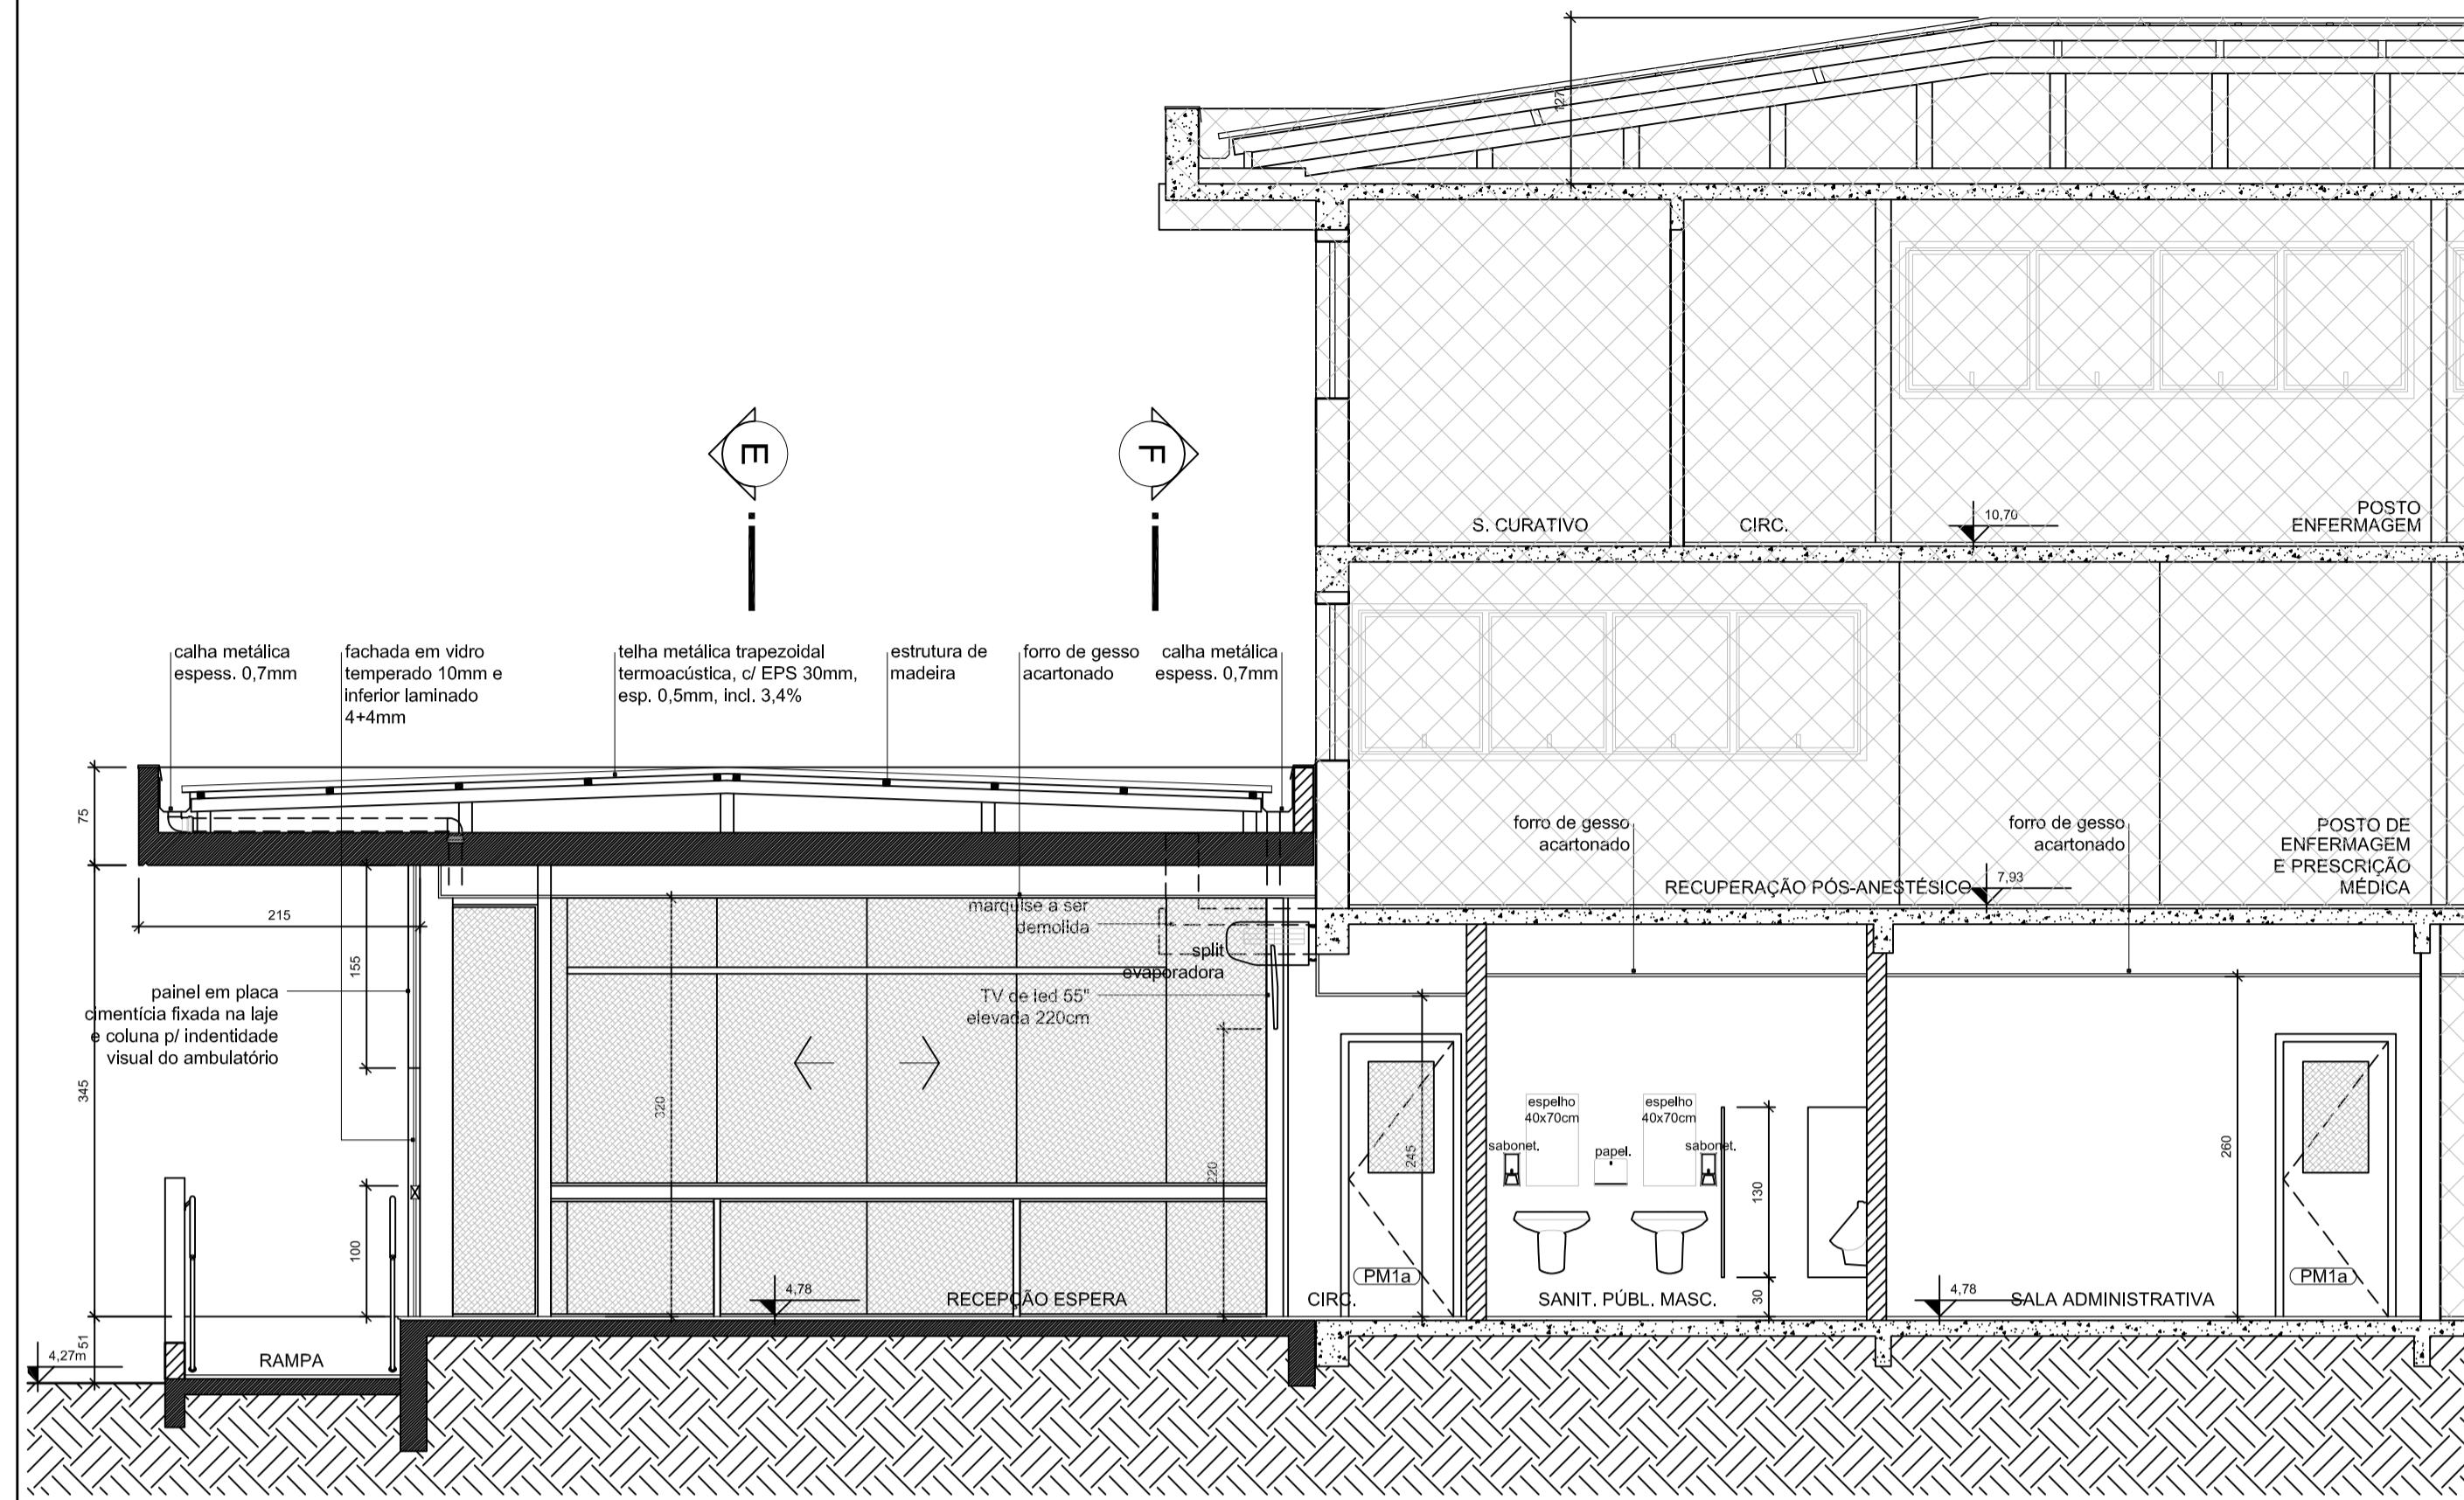 127
E
F
S. CURATIVO
CIRC.
10,70
POSTO
ENFERMAGEM
calha metálica
espess. 0,7mm
fachada em vidro
temperado 10mm e
inferior laminado
4+4mm
telha metálica trapezoidal
termoacústica, c/ EPS 30mm,
esp. 0,5mm, incl. 3,4%
estrutura de
madeira
forro de gesso
acartonado
calha metálica
espess. 0,7mm
75
forro de gesso
acartonado
forro de gesso
acartonado
POSTO DE
ENFERMAGEM
E PRESCRIÇÃO
MÉDICA
RECUPERAÇÃO PÓS-ANESTÉSICO
7,93
215
155
marquise a ser
demolida
split
evaporadora
painel em placa
cimentícia fixada na laje
e coluna p/ indentidade
visual do ambulatório
TV de led 55"
elevada 220cm
345
320
220
245
260
espelho
40x70cm
espelho
40x70cm
sabonet.
papel.
sabonet.
130
100
30
PM1a
PM1a
4,78
RECEPÇÃO ESPERA
CIRC.
SANIT. PÚBL. MASC.
4,78
SALA ADMINISTRATIVA
51
4,27m
RAMPA